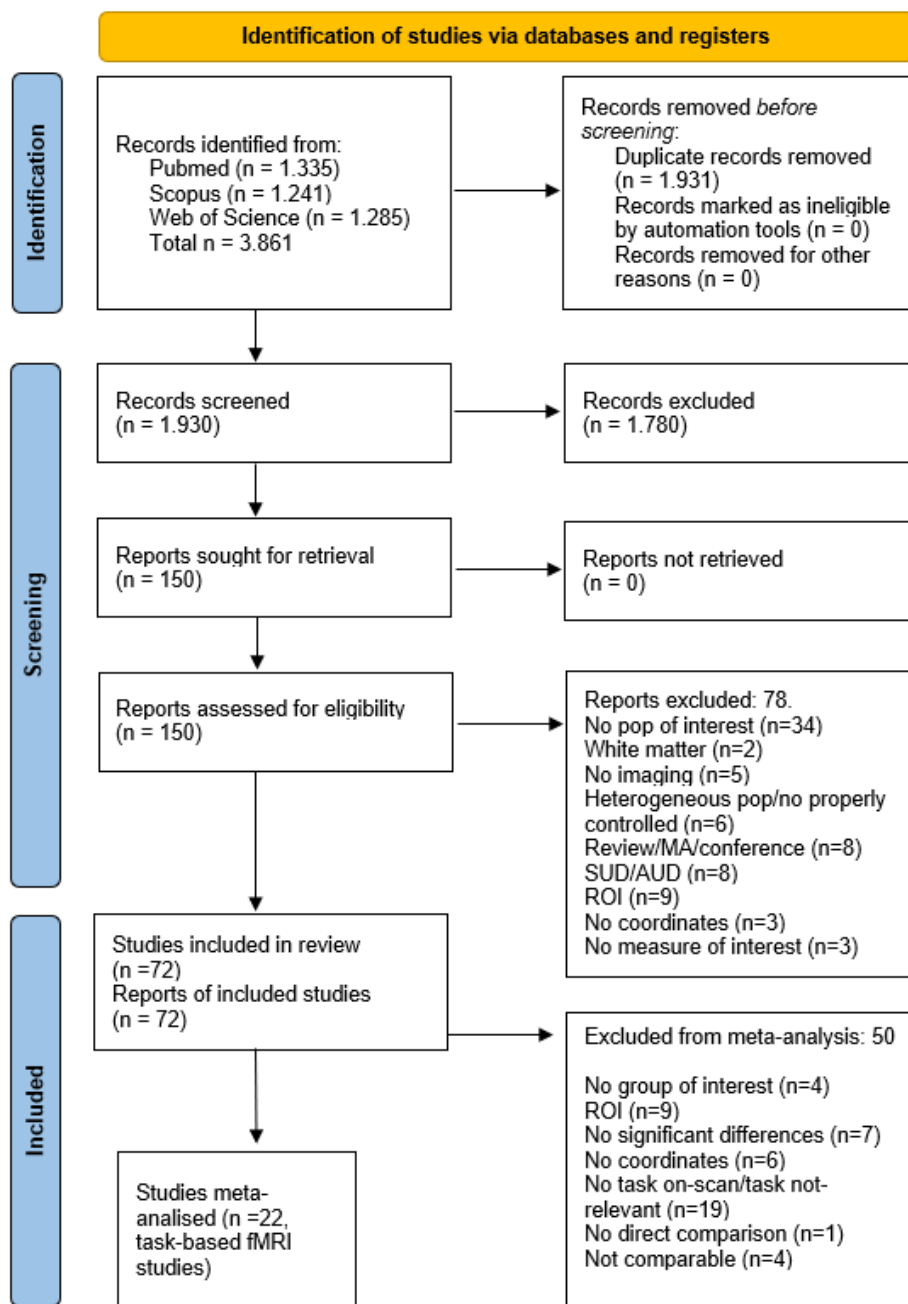 Identification of studies via databases and registers
Identification
Records identified from:
Pubmed (n = 1.335)
Scopus (n = 1.241)
Web of Science (n = 1.285)
Total n = 3.861
Records removed before
screening:
Duplicate records removed
(n = 1.931)
Records marked as ineligible
by automation tools (n = 0)
Records removed for other
reasons (n = 0)
Screening
Records screened
(n = 1.930)
Records excluded
(n = 1.780)
Reports sought for retrieval
(n = 150)
Reports not retrieved
(n = 0)
Reports assessed for eligibility
(n = 150)
Reports excluded: 78.
No pop of interest (n=34)
White matter (n=2)
No imaging (n=5)
Heterogeneous pop/no properly
controlled (n=6)
Review/MA/conference (n=8)
SUD/AUD (n=8)
ROI (n=9)
No coordinates (n=3)
No measure of interest (n=3)
Included
Studies included in review
(n =72)
Reports of included studies
(n = 72)
Excluded from meta-analysis: 50
No group of interest (n=4)
ROI (n=9)
No significant differences (n=7)
No coordinates (n=6)
No task on-scan/task not-
relevant (n=19)
No direct comparison (n=1)
Not comparable (n=4)
Studies meta-
analised (n =22,
task-based fMRI
studies)